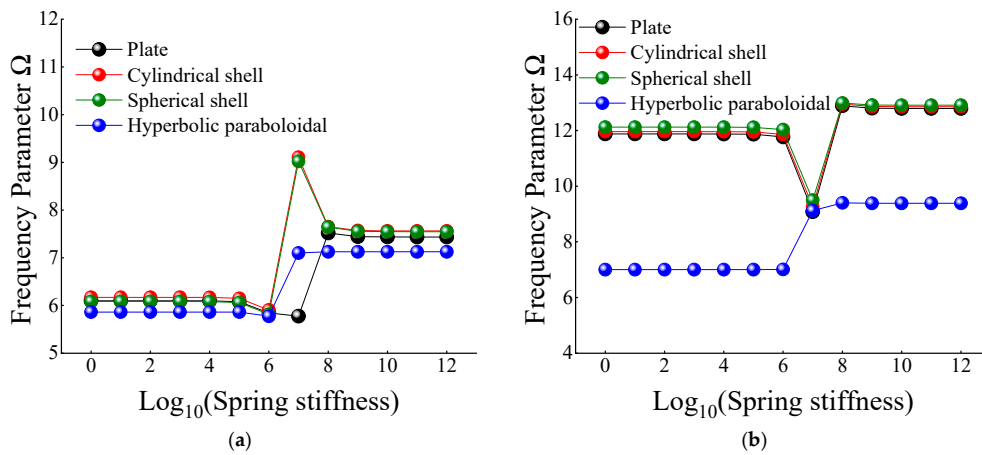 12
11
10
9
8
7
6
5
Frequency Parameter Ω
Plate
Cylindrical shell
Spherical shell
Hyperbolic paraboloidal
0 2 4 6 8 10 12
Log10(Spring stiffness)
(a)
16
14
12
10
8
6
4
Frequency Parameter Ω
Plate
Cylindrical shell
Spherical shell
Hyperbolic paraboloidal
0 2 4 6 8 10 12
Log10(Spring stiffness)
(b)